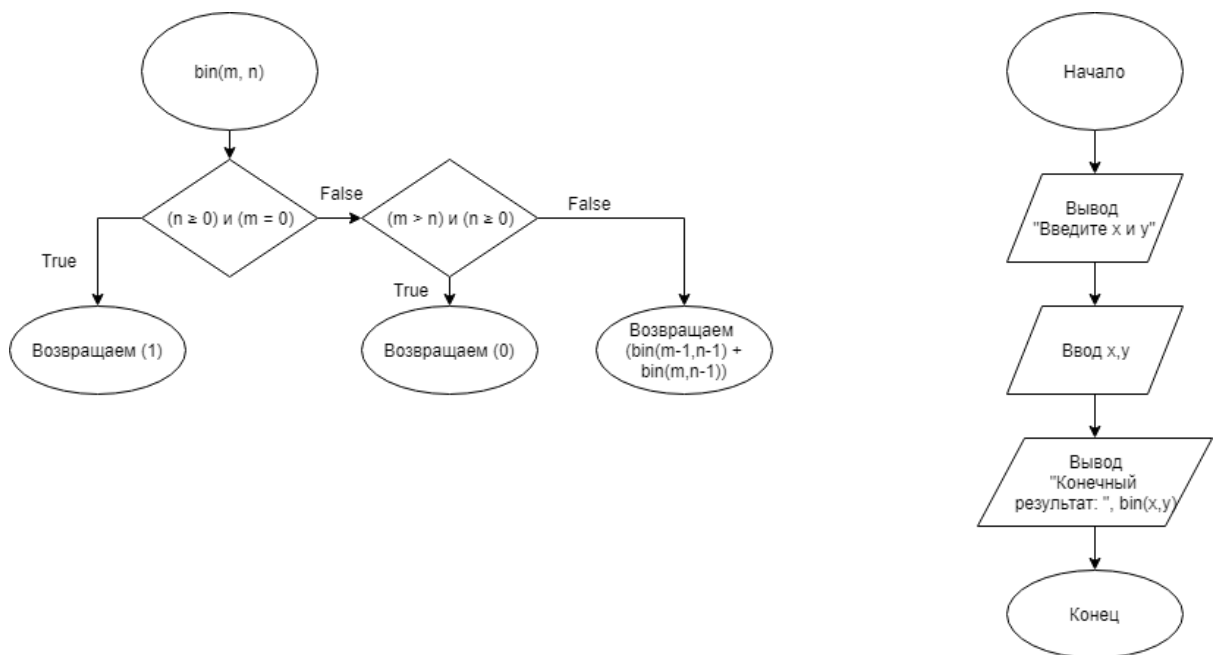 bin(m, n)
(n ≥ 0) и (m = 0)
False
(m > n) и (n ≥ 0)
False
True
True
Возвращаем (1)
Возвращаем (0)
Возвращаем
(bin(m-1,n-1) +
bin(m,n-1))
Начало
Вывод
"Введите x и y"
Ввод x,y
Вывод
"Конечный
результат: ", bin(x,y)
Конец